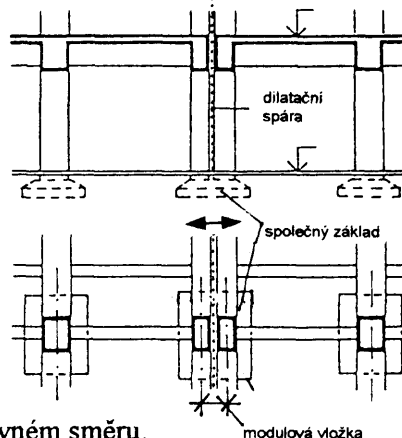 dilatační
spára
společný základ
vném směru.
modulová vložka